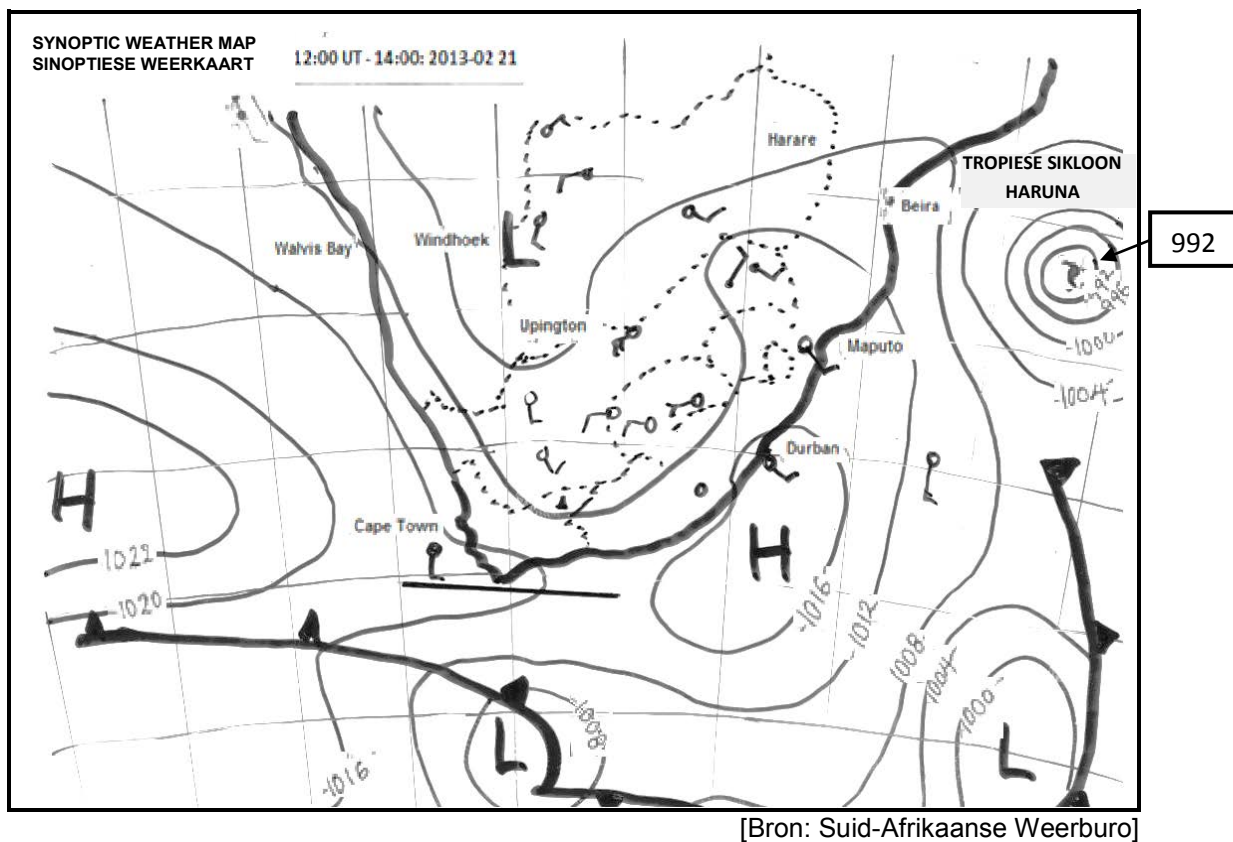 SYNOPTIC WEATHER MAP
SINOPTIESE WEERKAART
12:00 UT - 14:00: 2013-02 21
Harare
TROPIESE SIKLOON
HARUNA
Beira
Walvis Bay
Windhoek
L
992
Upington
Maputo
1000
1004
Durban
H
Cape Town
H
1022
1020
1016
1012
1008
1004
1000
L
1008
L
1016
[Bron: Suid-Afrikaanse Weerburo]